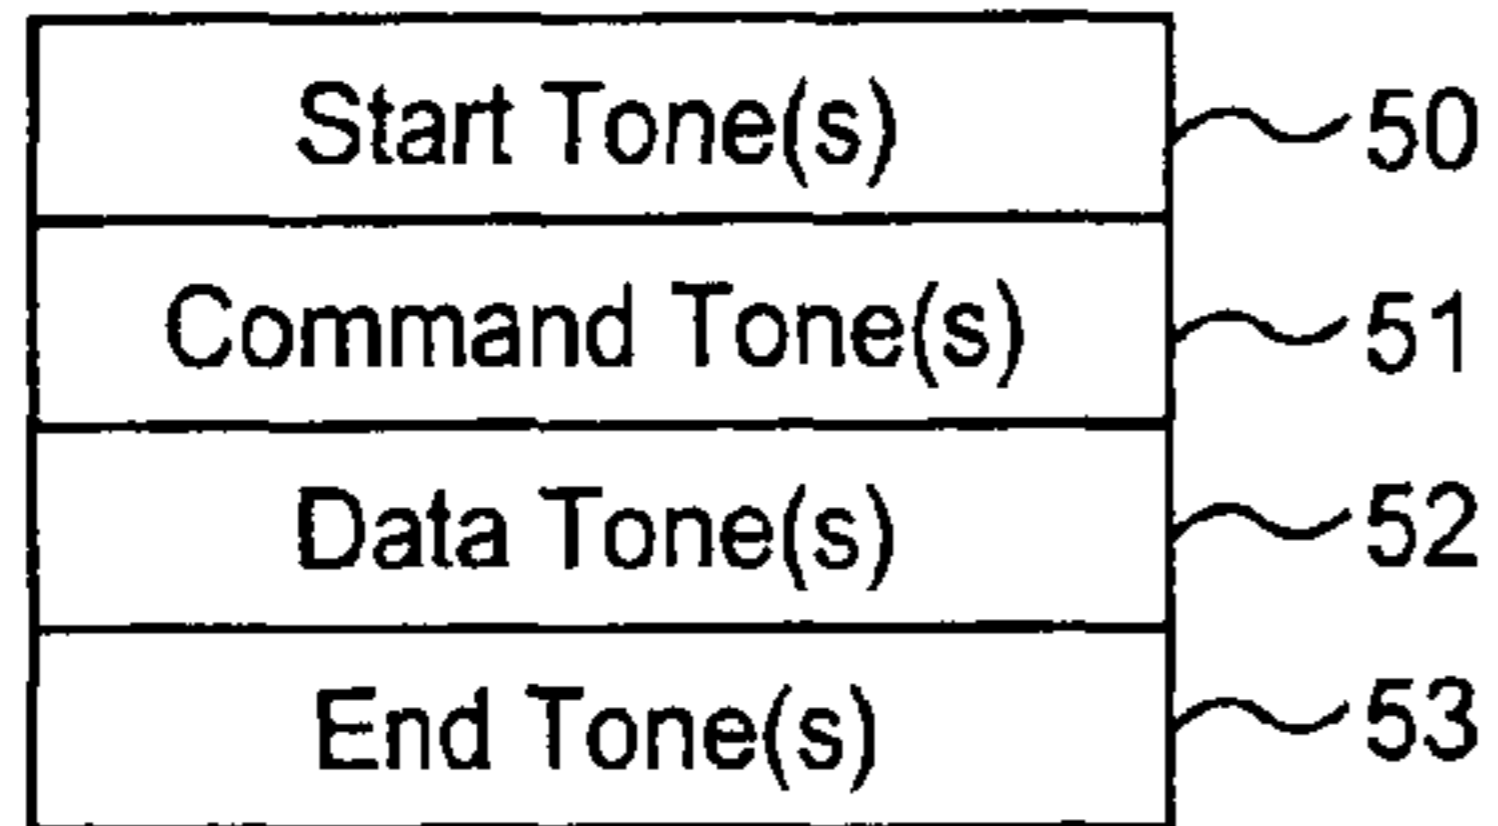 Start Tone(s) 50
Command Tone(s) 51
Data Tone(s) 52
End Tone(s) 53